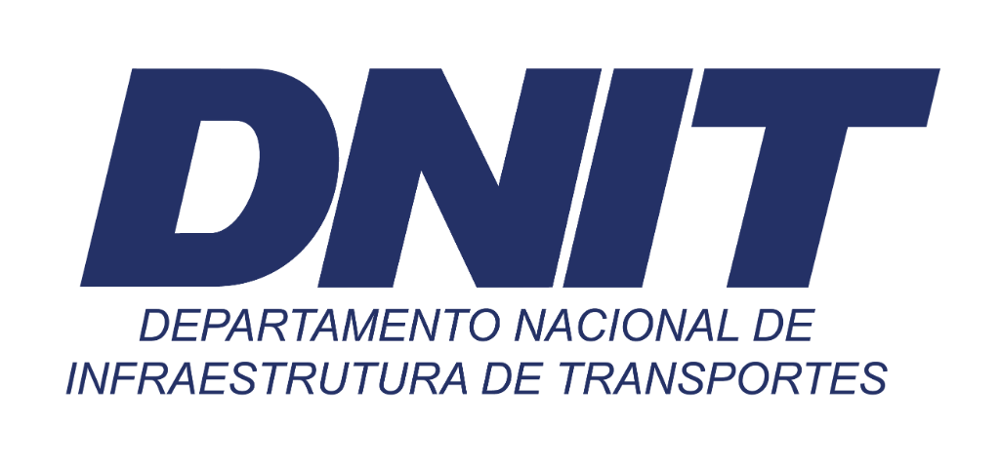 DNIT
DEPARTAMENTO NACIONAL DE
INFRAESTRUTURA DE TRANSPORTES